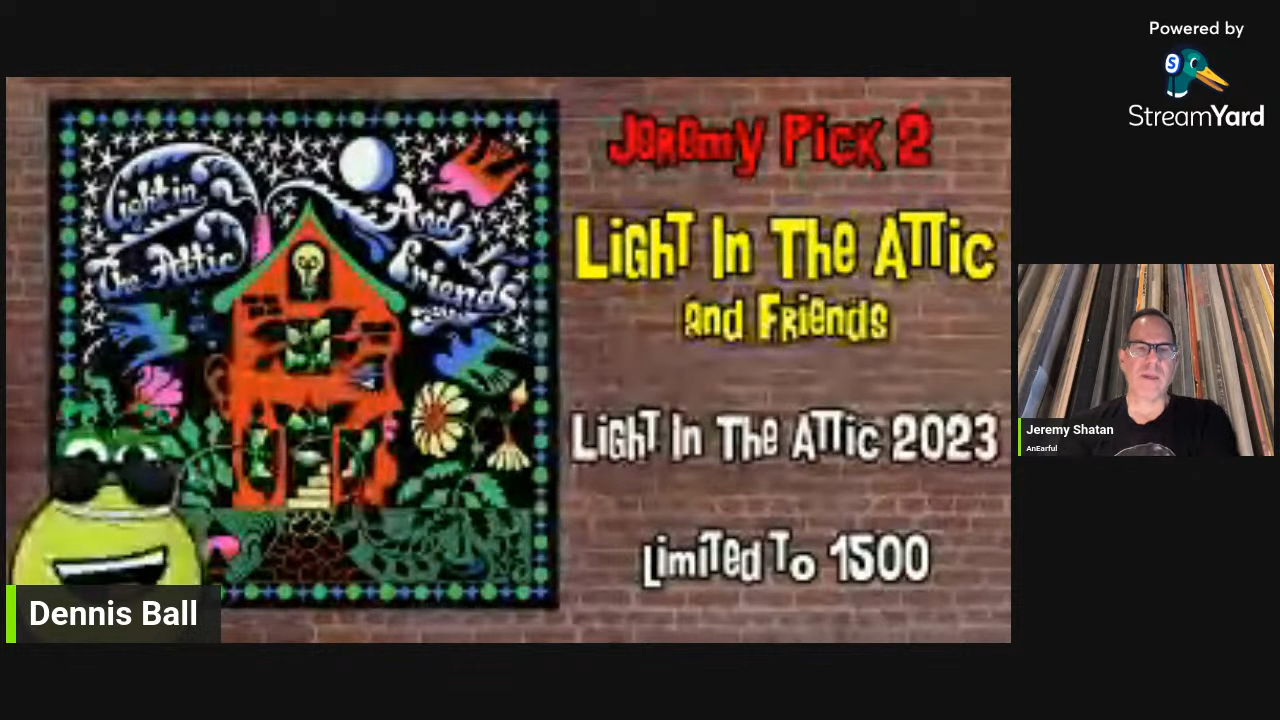 Powered by
S
StreamYard
Jeremy Pick 2
Light In The Attic
and Friends
Light In The Attic 2023
Limited To 1500
Light in
The Attic
And
Friends
Dennis Ball
Jeremy Shatan
AnEarful